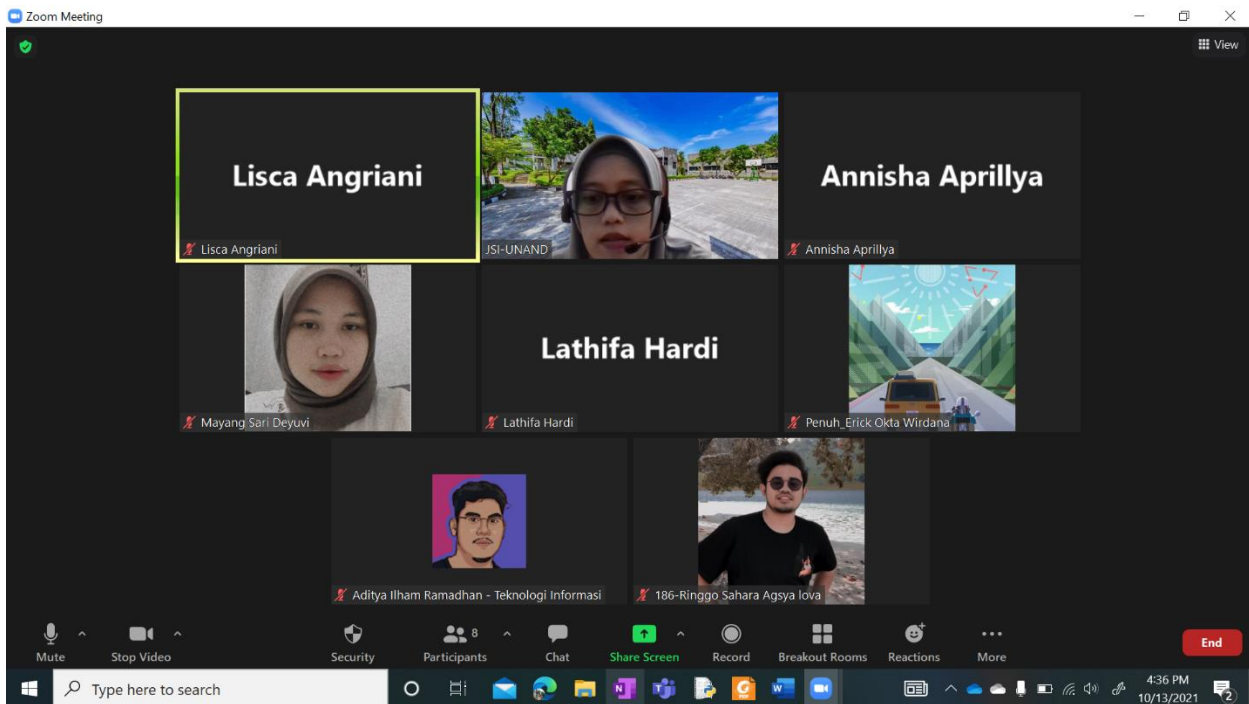 Zoom Meeting
View
Lisca Angriani
Lisca Angriani
JSI-UNAND
Annisha Aprillya
Annisha Aprillya
Mayang Sari Deyuvi
Lathifa Hardi
Lathifa Hardi
Penuh_Erick Okta Wirdana
Aditya Ilham Ramadhan - Teknologi Informasi
186-Ringgo Sahara Agsya lova
8
Mute
Stop Video
Security
Participants
Chat
Share Screen
Record
Breakout Rooms
Reactions
More
End
Type here to search
4:36 PM
10/13/2021
2